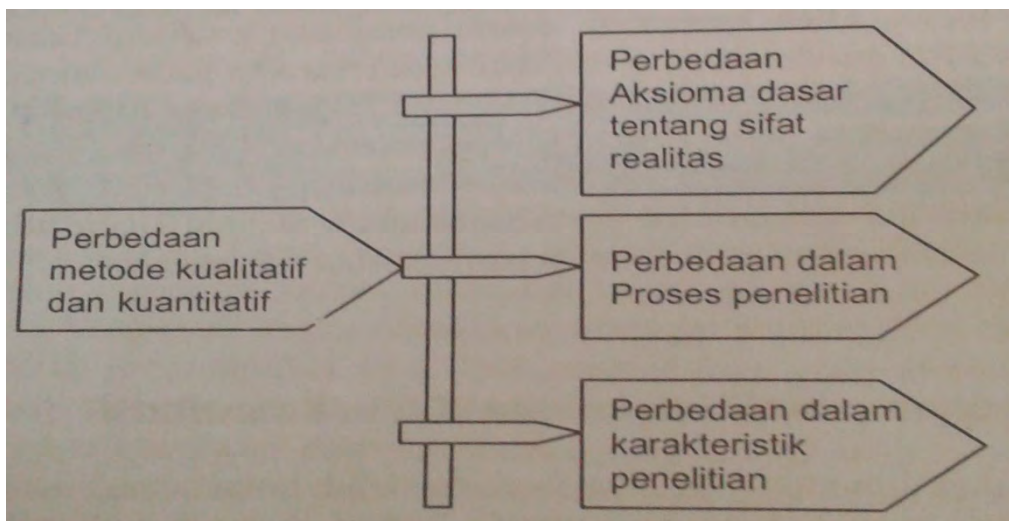 Perbedaan
metode kualitatif
dan kuantitatif
Perbedaan
Aksioma dasar
tentang sifat
realitas
Perbedaan dalam
Proses penelitian
Perbedaan dalam
karakteristik
penelitian